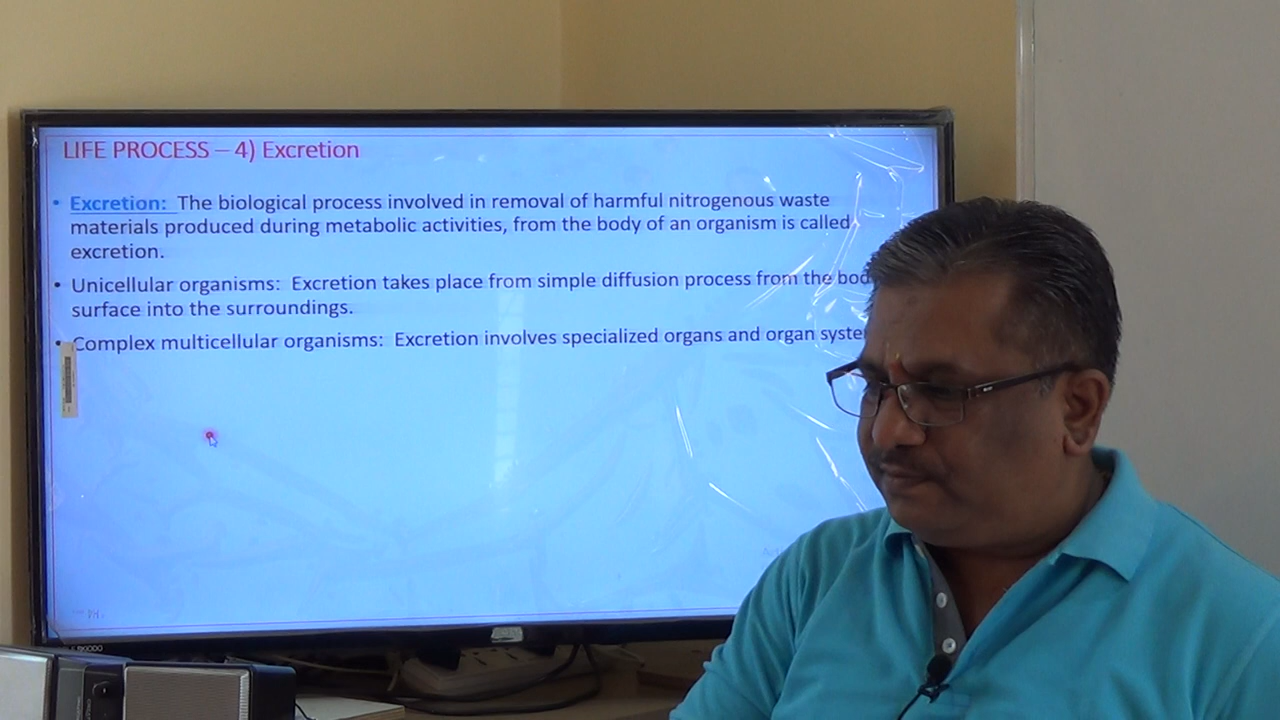 LIFE PROCESS – 4) Excretion
• Excretion: The biological process involved in removal of harmful nitrogenous waste
materials produced during metabolic activities, from the body of an organism is called
excretion.
• Unicellular organisms: Excretion takes place from simple diffusion process from the bod
surface into the surroundings.
• Complex multicellular organisms: Excretion involves specialized organs and organ syste